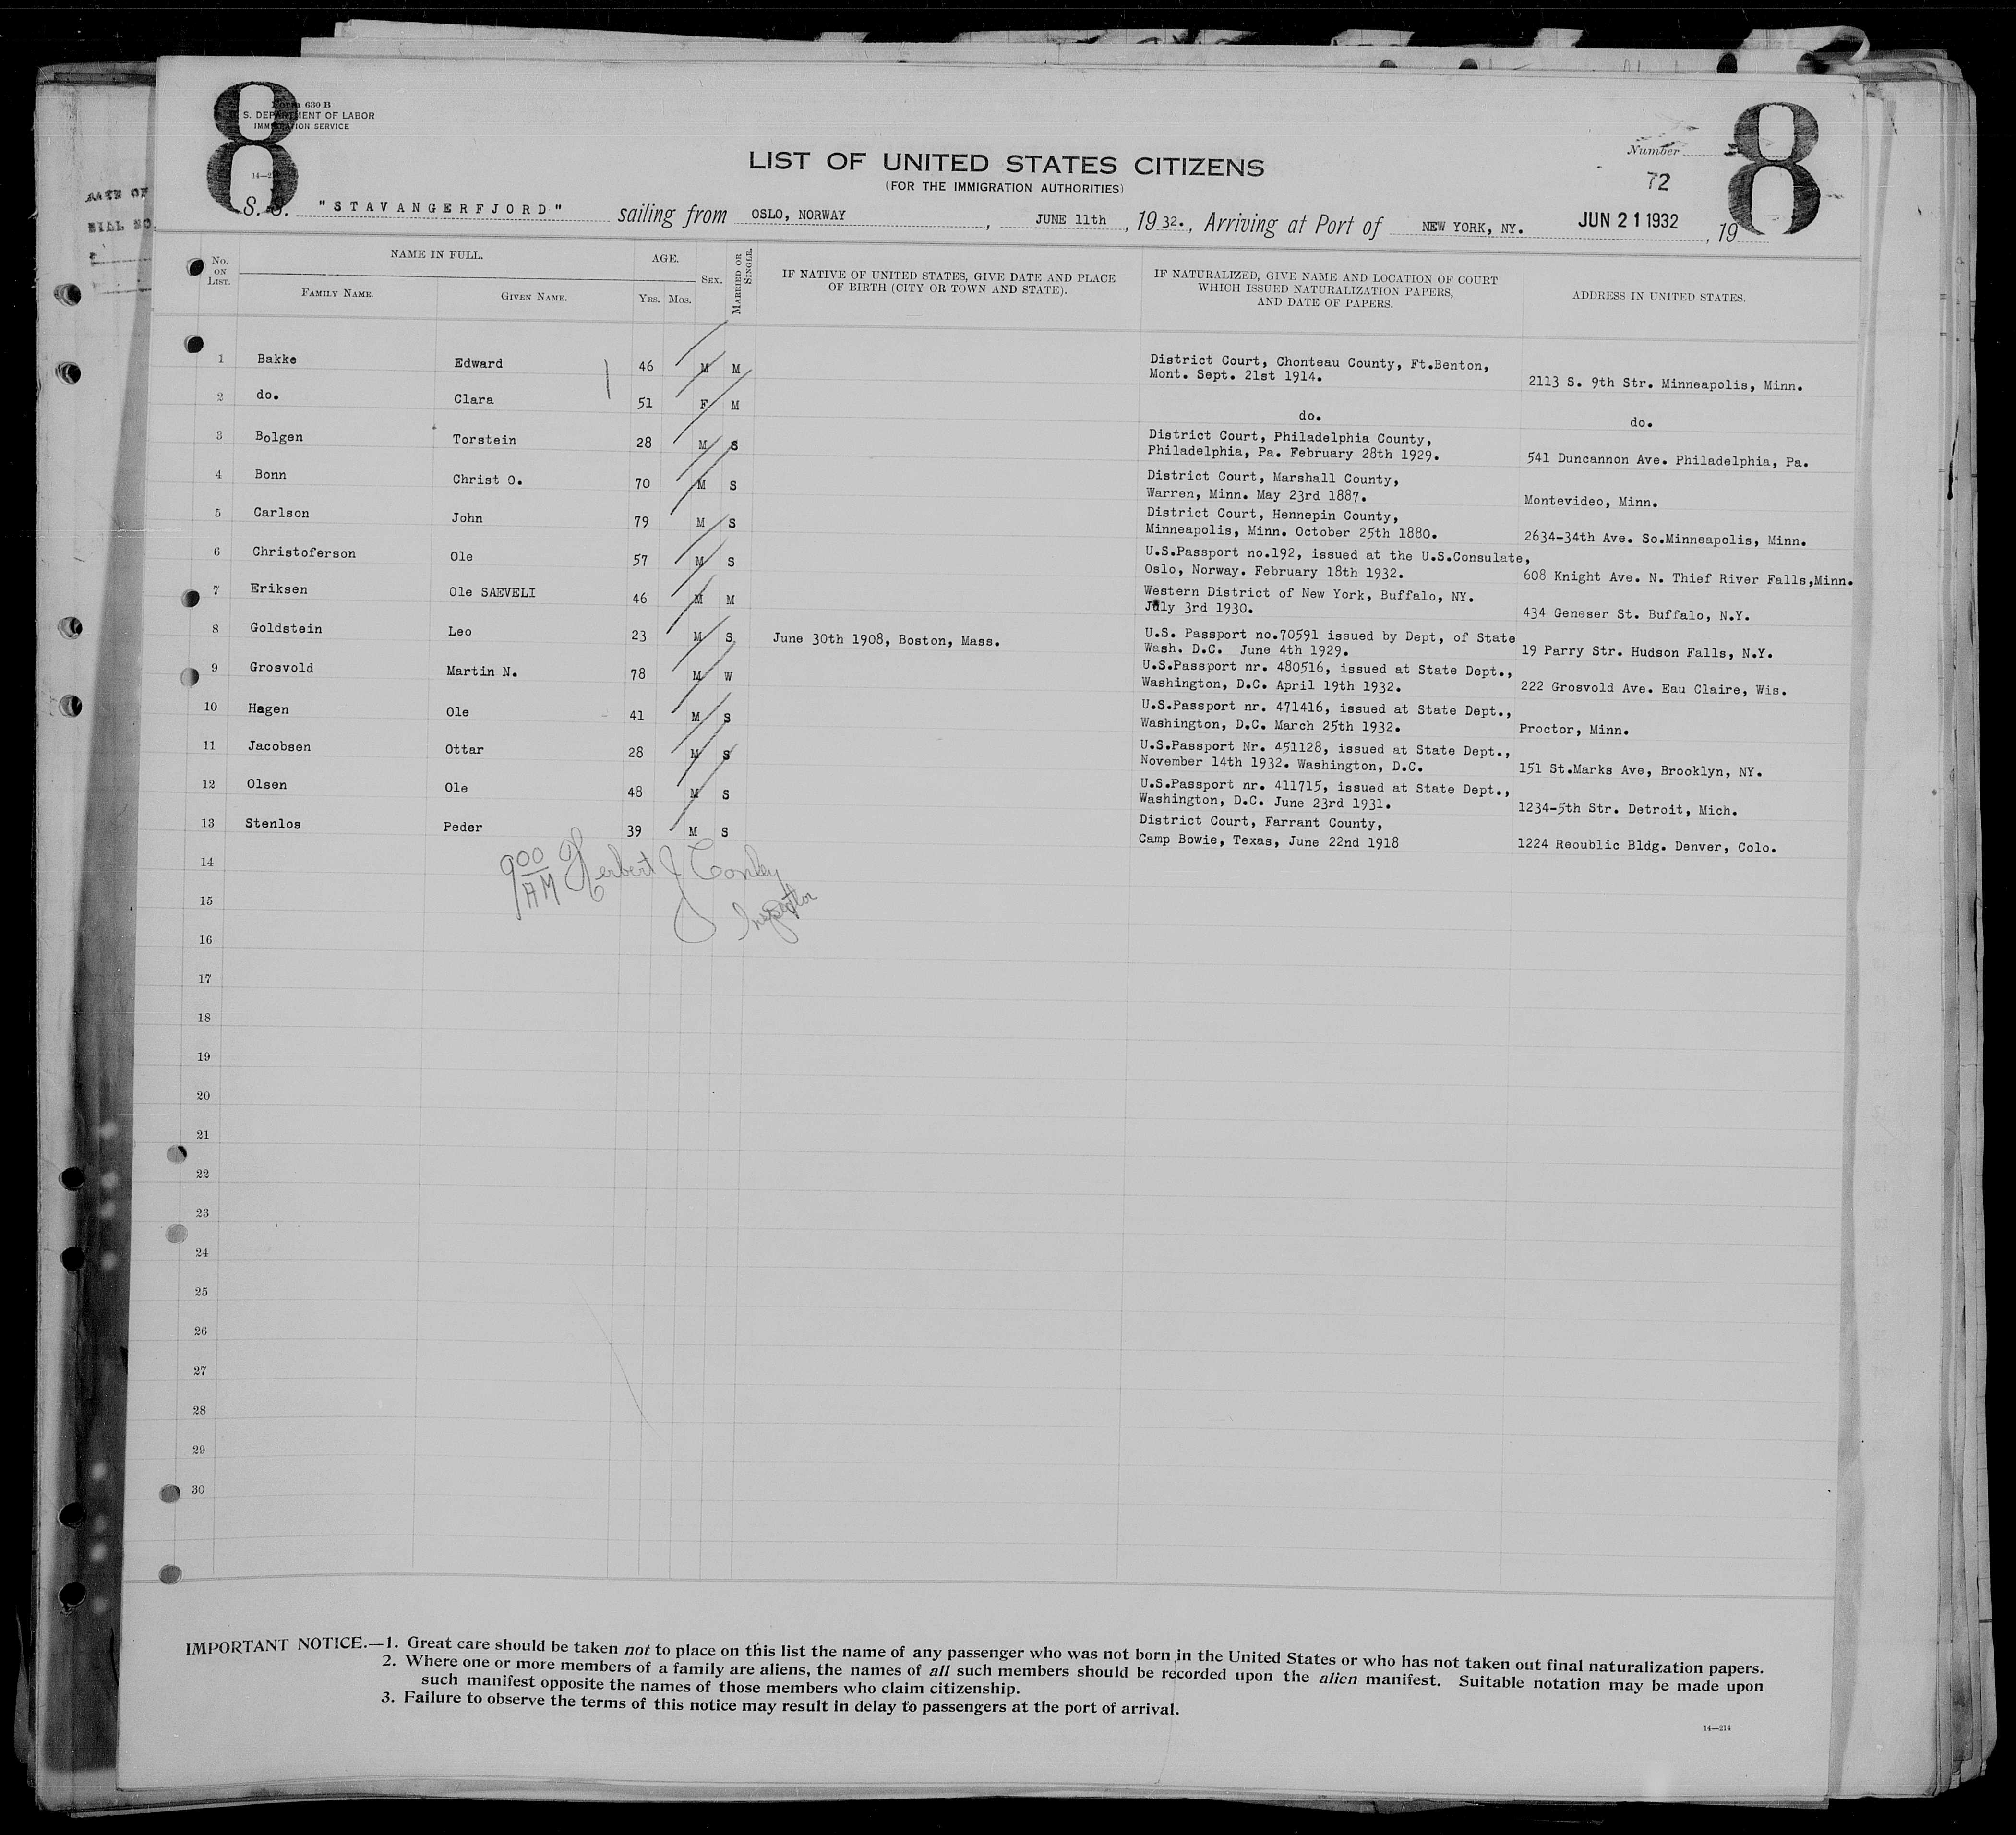 8
8
Form 630 B
U. S. DEPARTMENT OF LABOR
IMMIGRATION SERVICE
LIST OF UNITED STATES CITIZENS
(FOR THE IMMIGRATION AUTHORITIES)
Number
72
S. S. "STAVANGERFJORD" sailing from OSLO, NORWAY, JUNE 11th, 1932., Arriving at Port of NEW YORK, NY. JUN 21 1932, 19
No. ON LIST.
NAME IN FULL.
FAMILY NAME.
GIVEN NAME.
AGE.
YRS. MOS.
SEX.
MARRIED OR SINGLE.
IF NATIVE OF UNITED STATES, GIVE DATE AND PLACE
OF BIRTH (CITY OR TOWN AND STATE).
IF NATURALIZED, GIVE NAME AND LOCATION OF COURT
WHICH ISSUED NATURALIZATION PAPERS,
AND DATE OF PAPERS.
ADDRESS IN UNITED STATES.
1 Bakke Edward 46 M M District Court, Chonteau County, Ft.Benton,
Mont. Sept. 21st 1914. 2113 S. 9th Str. Minneapolis, Minn.
2 do. Clara 51 F M do. do.
3 Bolgen Torstein 28 M S District Court, Philadelphia County,
Philadelphia, Pa. February 28th 1929. 541 Duncannon Ave. Philadelphia, Pa.
4 Bonn Christ O. 70 M S District Court, Marshall County,
Warren, Minn. May 23rd 1887. Montevideo, Minn.
5 Carlson John 79 M S District Court, Hennepin County,
Minneapolis, Minn. October 25th 1880. 2634-34th Ave. So.Minneapolis, Minn.
6 Christoferson Ole 57 M S U.S.Passport no.192, issued at the U.S.Consulate,
Oslo, Norway. February 18th 1932. 608 Knight Ave. N. Thief River Falls,Minn.
7 Eriksen Ole SAEVELI 46 M M Western District of New York, Buffalo, NY.
July 3rd 1930. 434 Geneser St. Buffalo, N.Y.
8 Goldstein Leo 23 M S June 30th 1908, Boston, Mass. U.S. Passport no.70591 issued by Dept, of State
Wash. D.C. June 4th 1929. 19 Parry Str. Hudson Falls, N.Y.
9 Grosvold Martin N. 78 M W U.S.Passport nr. 480516, issued at State Dept.,
Washington, D.C. April 19th 1932. 222 Grosvold Ave. Eau Claire, Wis.
10 Hagen Ole 41 M S U.S.Passport nr. 471416, issued at State Dept.,
Washington, D.C. March 25th 1932. Proctor, Minn.
11 Jacobsen Ottar 28 M S U.S.Passport Nr. 451128, issued at State Dept.,
November 14th 1932. Washington, D.C. 151 St.Marks Ave, Brooklyn, NY.
12 Olsen Ole 48 M S U.S.Passport nr. 411715, issued at State Dept.,
Washington, D.C. June 23rd 1931. 1234-5th Str. Detroit, Mich.
13 Stenlos Peder 39 M S District Court, Farrant County,
Camp Bowie, Texas, June 22nd 1918 1224 Reoublic Bldg. Denver, Colo.
14
9 00 AM Herbert J Conley
Inspector
15
16
17
18
19
20
21
22
23
24
25
26
27
28
29
30
IMPORTANT NOTICE.—1. Great care should be taken not to place on this list the name of any passenger who was not born in the United States or who has not taken out final naturalization papers.
2. Where one or more members of a family are aliens, the names of all such members should be recorded upon the alien manifest. Suitable notation may be made upon
such manifest opposite the names of those members who claim citizenship.
3. Failure to observe the terms of this notice may result in delay to passengers at the port of arrival.
14—214